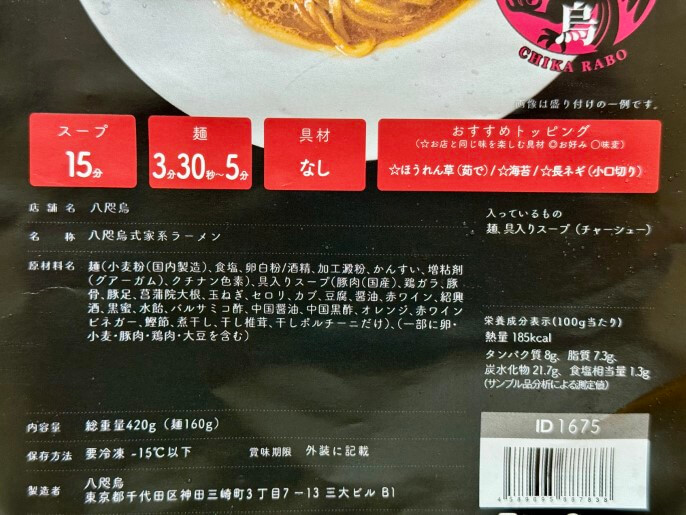 烏
CHIKA RABO
画像は盛り付けの一例です。
スープ
15分
麺
3分30秒~5分
具材
なし
おすすめトッピング
(☆お店と同じ味を楽しむ具材 ◎お好み 〇味変)
☆ほうれん草(茹で)/☆海苔/☆長ネギ(小口切り)
店舗名 八咫烏
名称 八咫烏式家系ラーメン
原材料名 麺(小麦粉(国内製造)、食塩、卵白粉/酒精、加工澱粉、かんすい、増粘剤
(グアーガム)、クチナシ色素)、具入りスープ(豚肉(国産)、鶏ガラ、豚
骨、豚足、菖蒲院大根、玉ねぎ、セロリ、カブ、豆腐、醤油、赤ワイン、紹興
酒、黒蜜、水飴、バルサミコ酢、中国醤油、中国黒酢、オレンジ、赤ワイン
ビネガー、鰹節、煮干し、干し椎茸、干しポルチーニだけ)、(一部に卵・
小麦・豚肉・鶏肉・大豆を含む)
入っているもの
麺、具入りスープ(チャーシュー)
栄養成分表示(100g当たり)
熱量 185kcal
タンパク質 8g、脂質 7.3g、
炭水化物 21.7g、食塩相当量 1.3g
(サンプル品分析による測定値)
内容量 総重量420g(麺160g)
保存方法 要冷凍 -15℃以下 賞味期限 外装に記載
製造者 八咫烏
東京都千代田区神田三崎町3丁目7-13 三大ビル B1
ID 1675